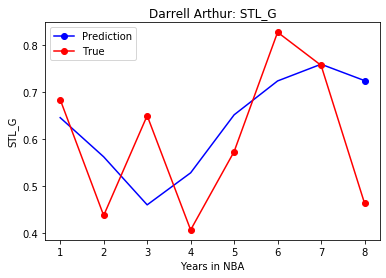 Darrell Arthur: STL_G
Prediction
True
STL_G
0.8
0.7
0.6
0.5
0.4
1 2 3 4 5 6 7 8
Years in NBA